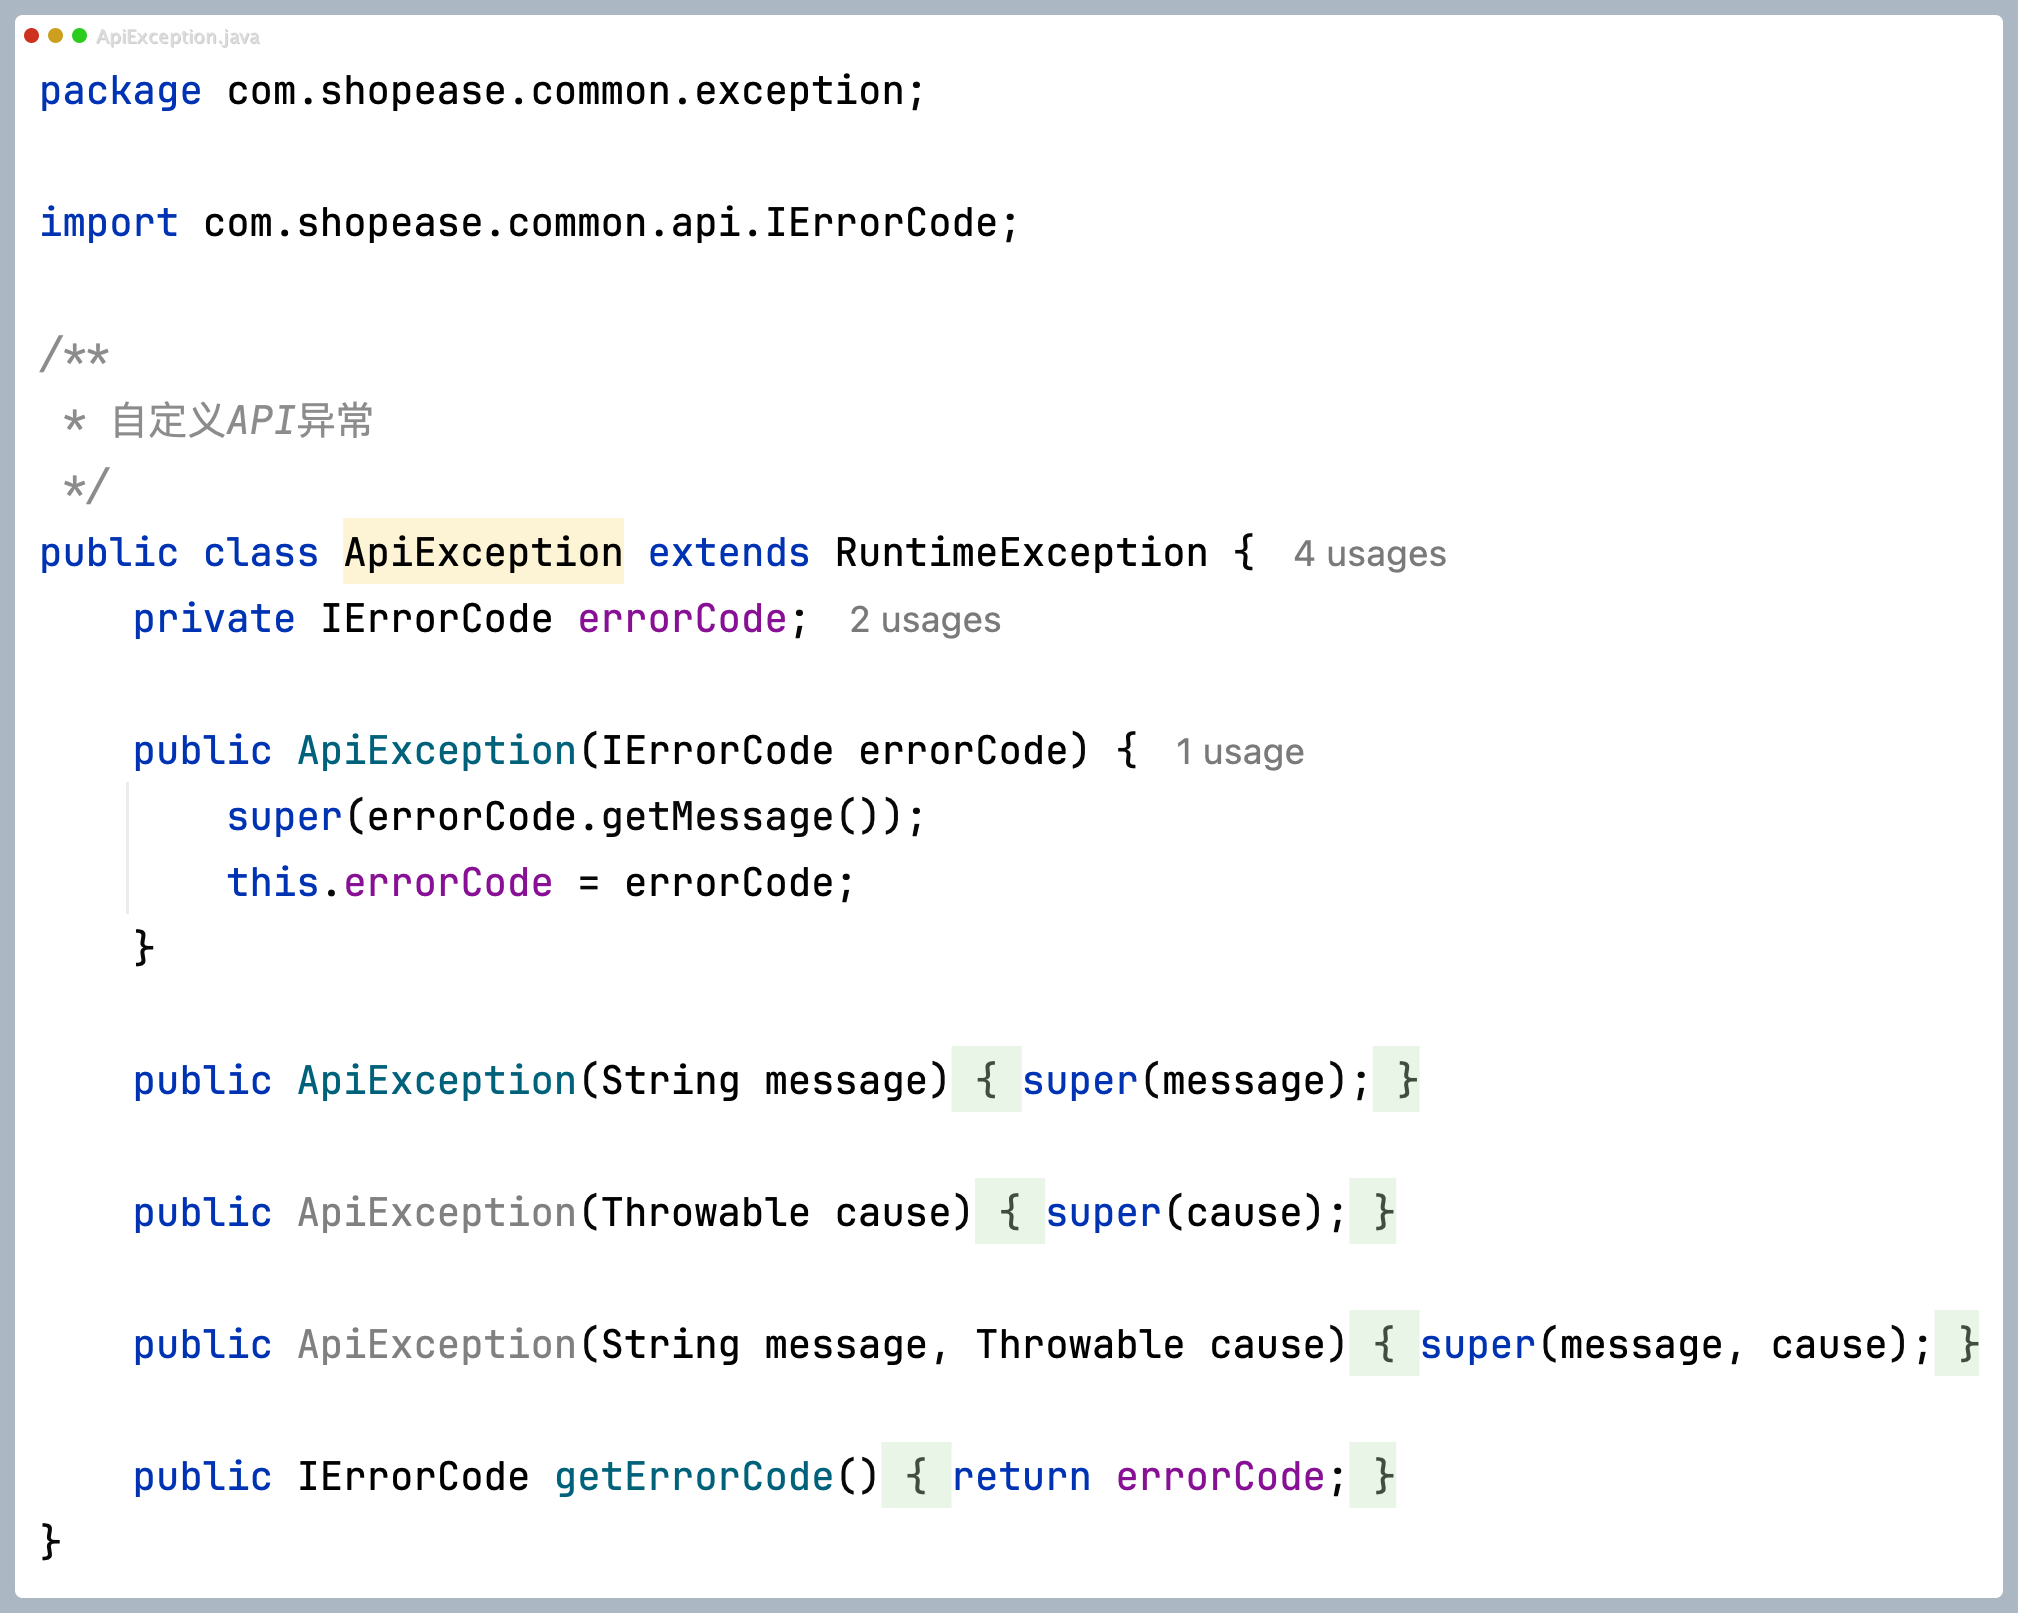 ApiException.java
package com.shopease.common.exception;
import com.shopease.common.api.IErrorCode;
/**
 * 自定义API异常
 */
public class ApiException extends RuntimeException { 4 usages
    private IErrorCode errorCode; 2 usages
    public ApiException(IErrorCode errorCode) { 1 usage
        super(errorCode.getMessage());
        this.errorCode = errorCode;
    }
    public ApiException(String message) { super(message); }
    public ApiException(Throwable cause) { super(cause); }
    public ApiException(String message, Throwable cause) { super(message, cause); }
    public IErrorCode getErrorCode() { return errorCode; }
}